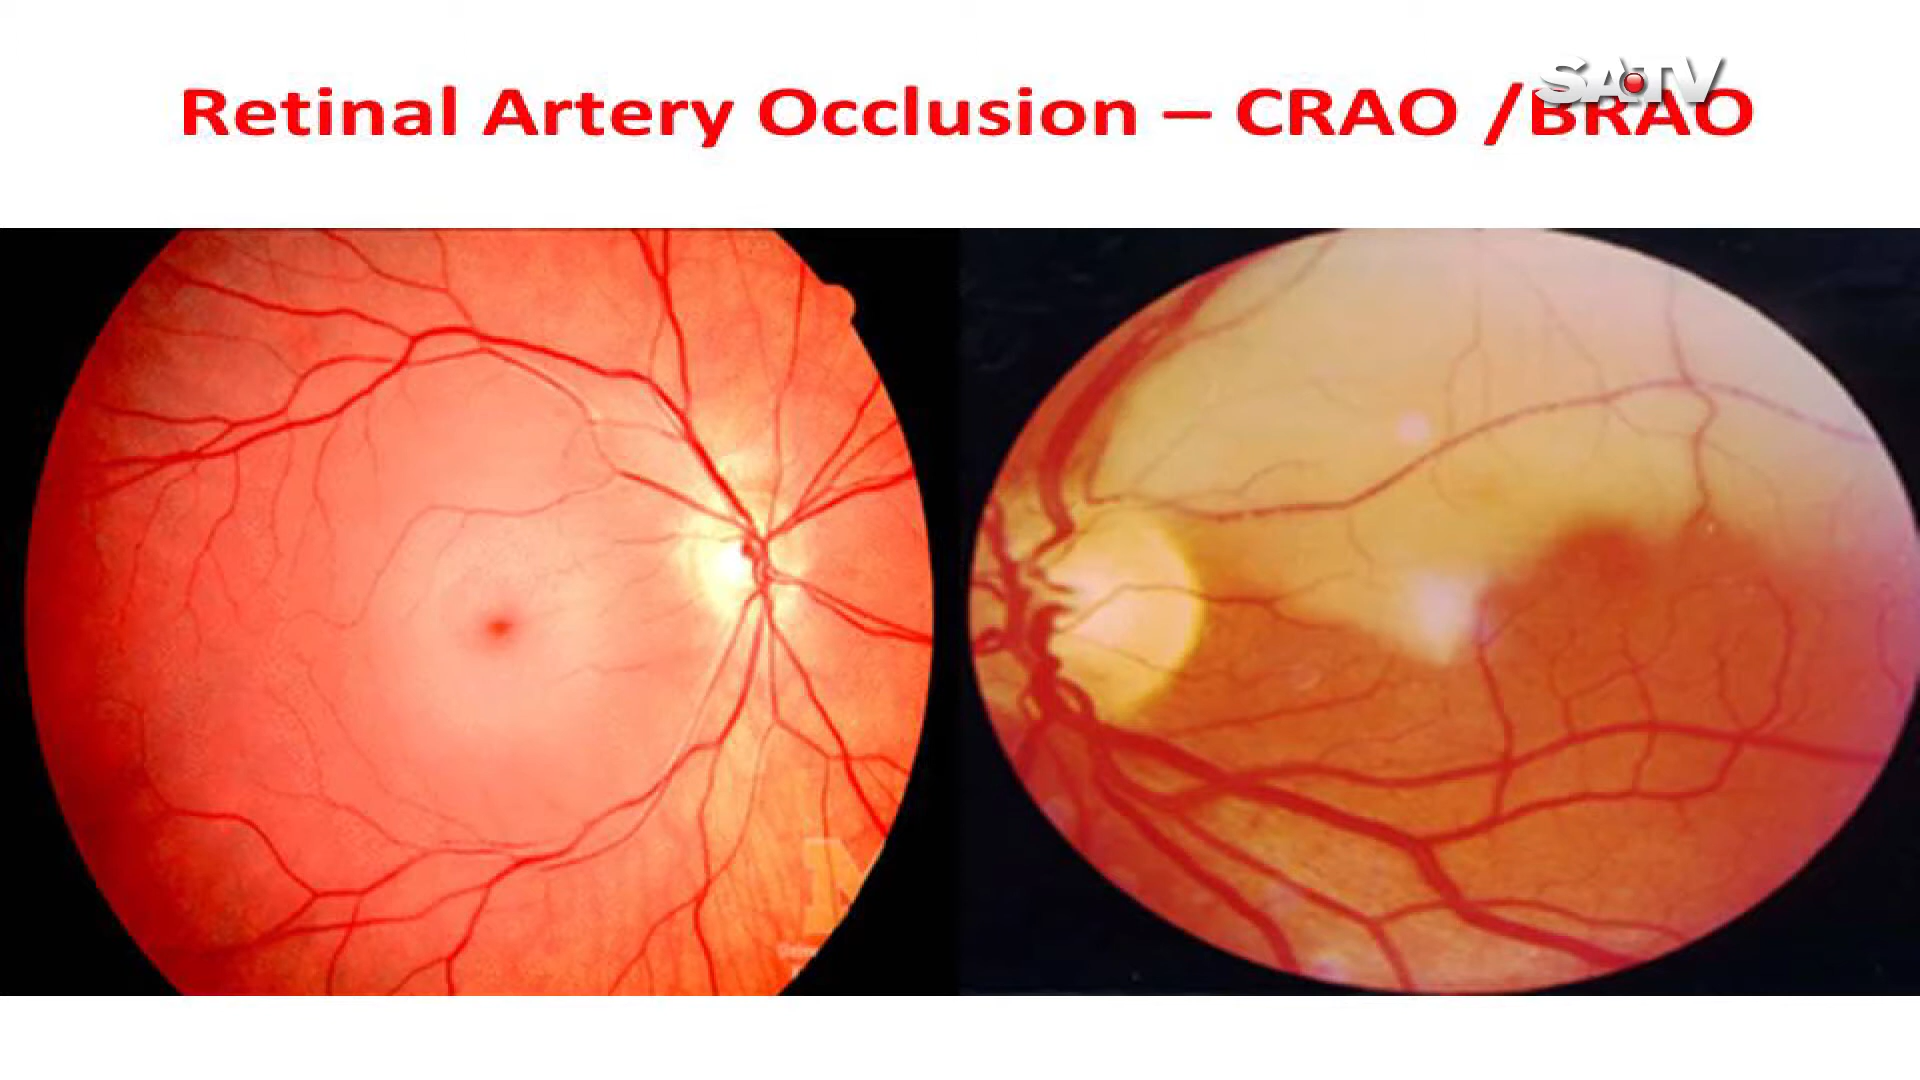 Retinal Artery Occlusion – CRAO /BRAO
SATV